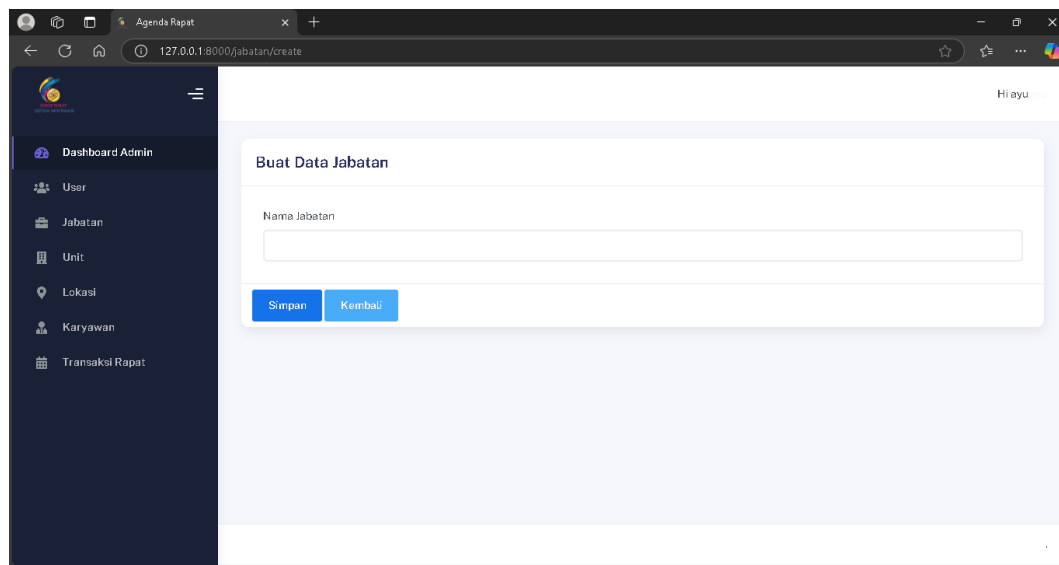 Agenda Rapat
127.0.0.1:8000/jabatan/create
Hi ayu
Dashboard Admin
User
Jabatan
Unit
Lokasi
Karyawan
Transaksi Rapat
Buat Data Jabatan
Nama Jabatan
Simpan Kembali